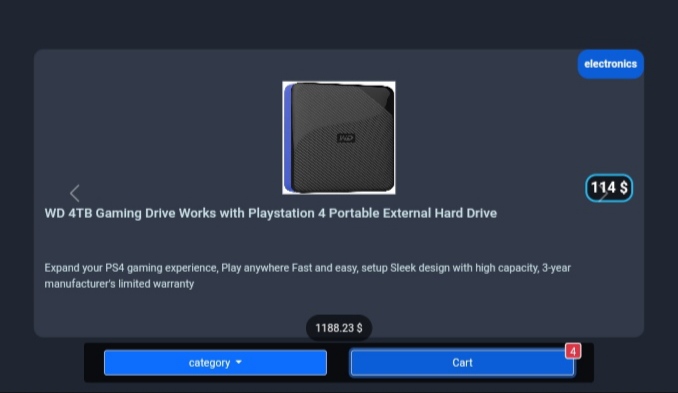 electronics
WD
114 $
WD 4TB Gaming Drive Works with Playstation 4 Portable External Hard Drive
Expand your PS4 gaming experience, Play anywhere Fast and easy, setup Sleek design with high capacity, 3-year
manufacturer's limited warranty
1188.23 $
category
Cart
4